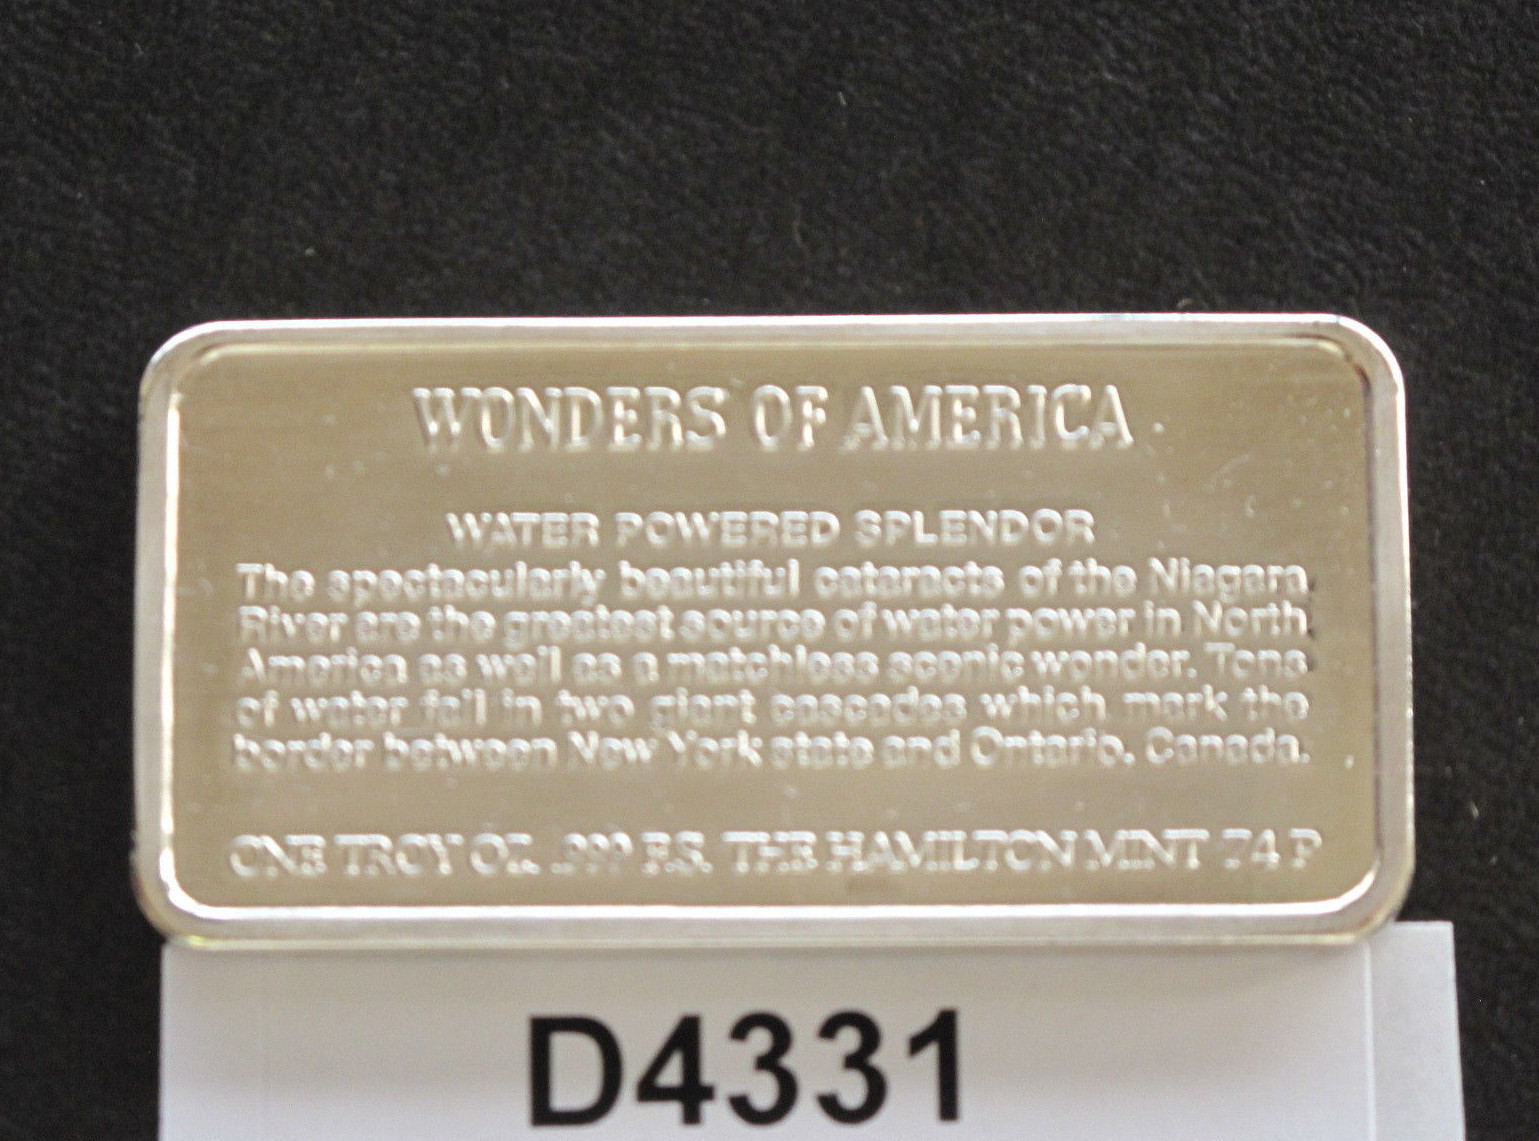 WONDERS OF AMERICA
WATER POWERED SPLENDOR
The spectacularly beautiful cataracts of the Niagara
River are the greatest source of water power in North
America as well as a matchless scenic wonder. Tons
of water fall in two giant cascades which mark the
border between New York state and Ontario, Canada.
ONE TROY OZ. .999 F.S. THE HAMILTON MINT 74 P
D4331